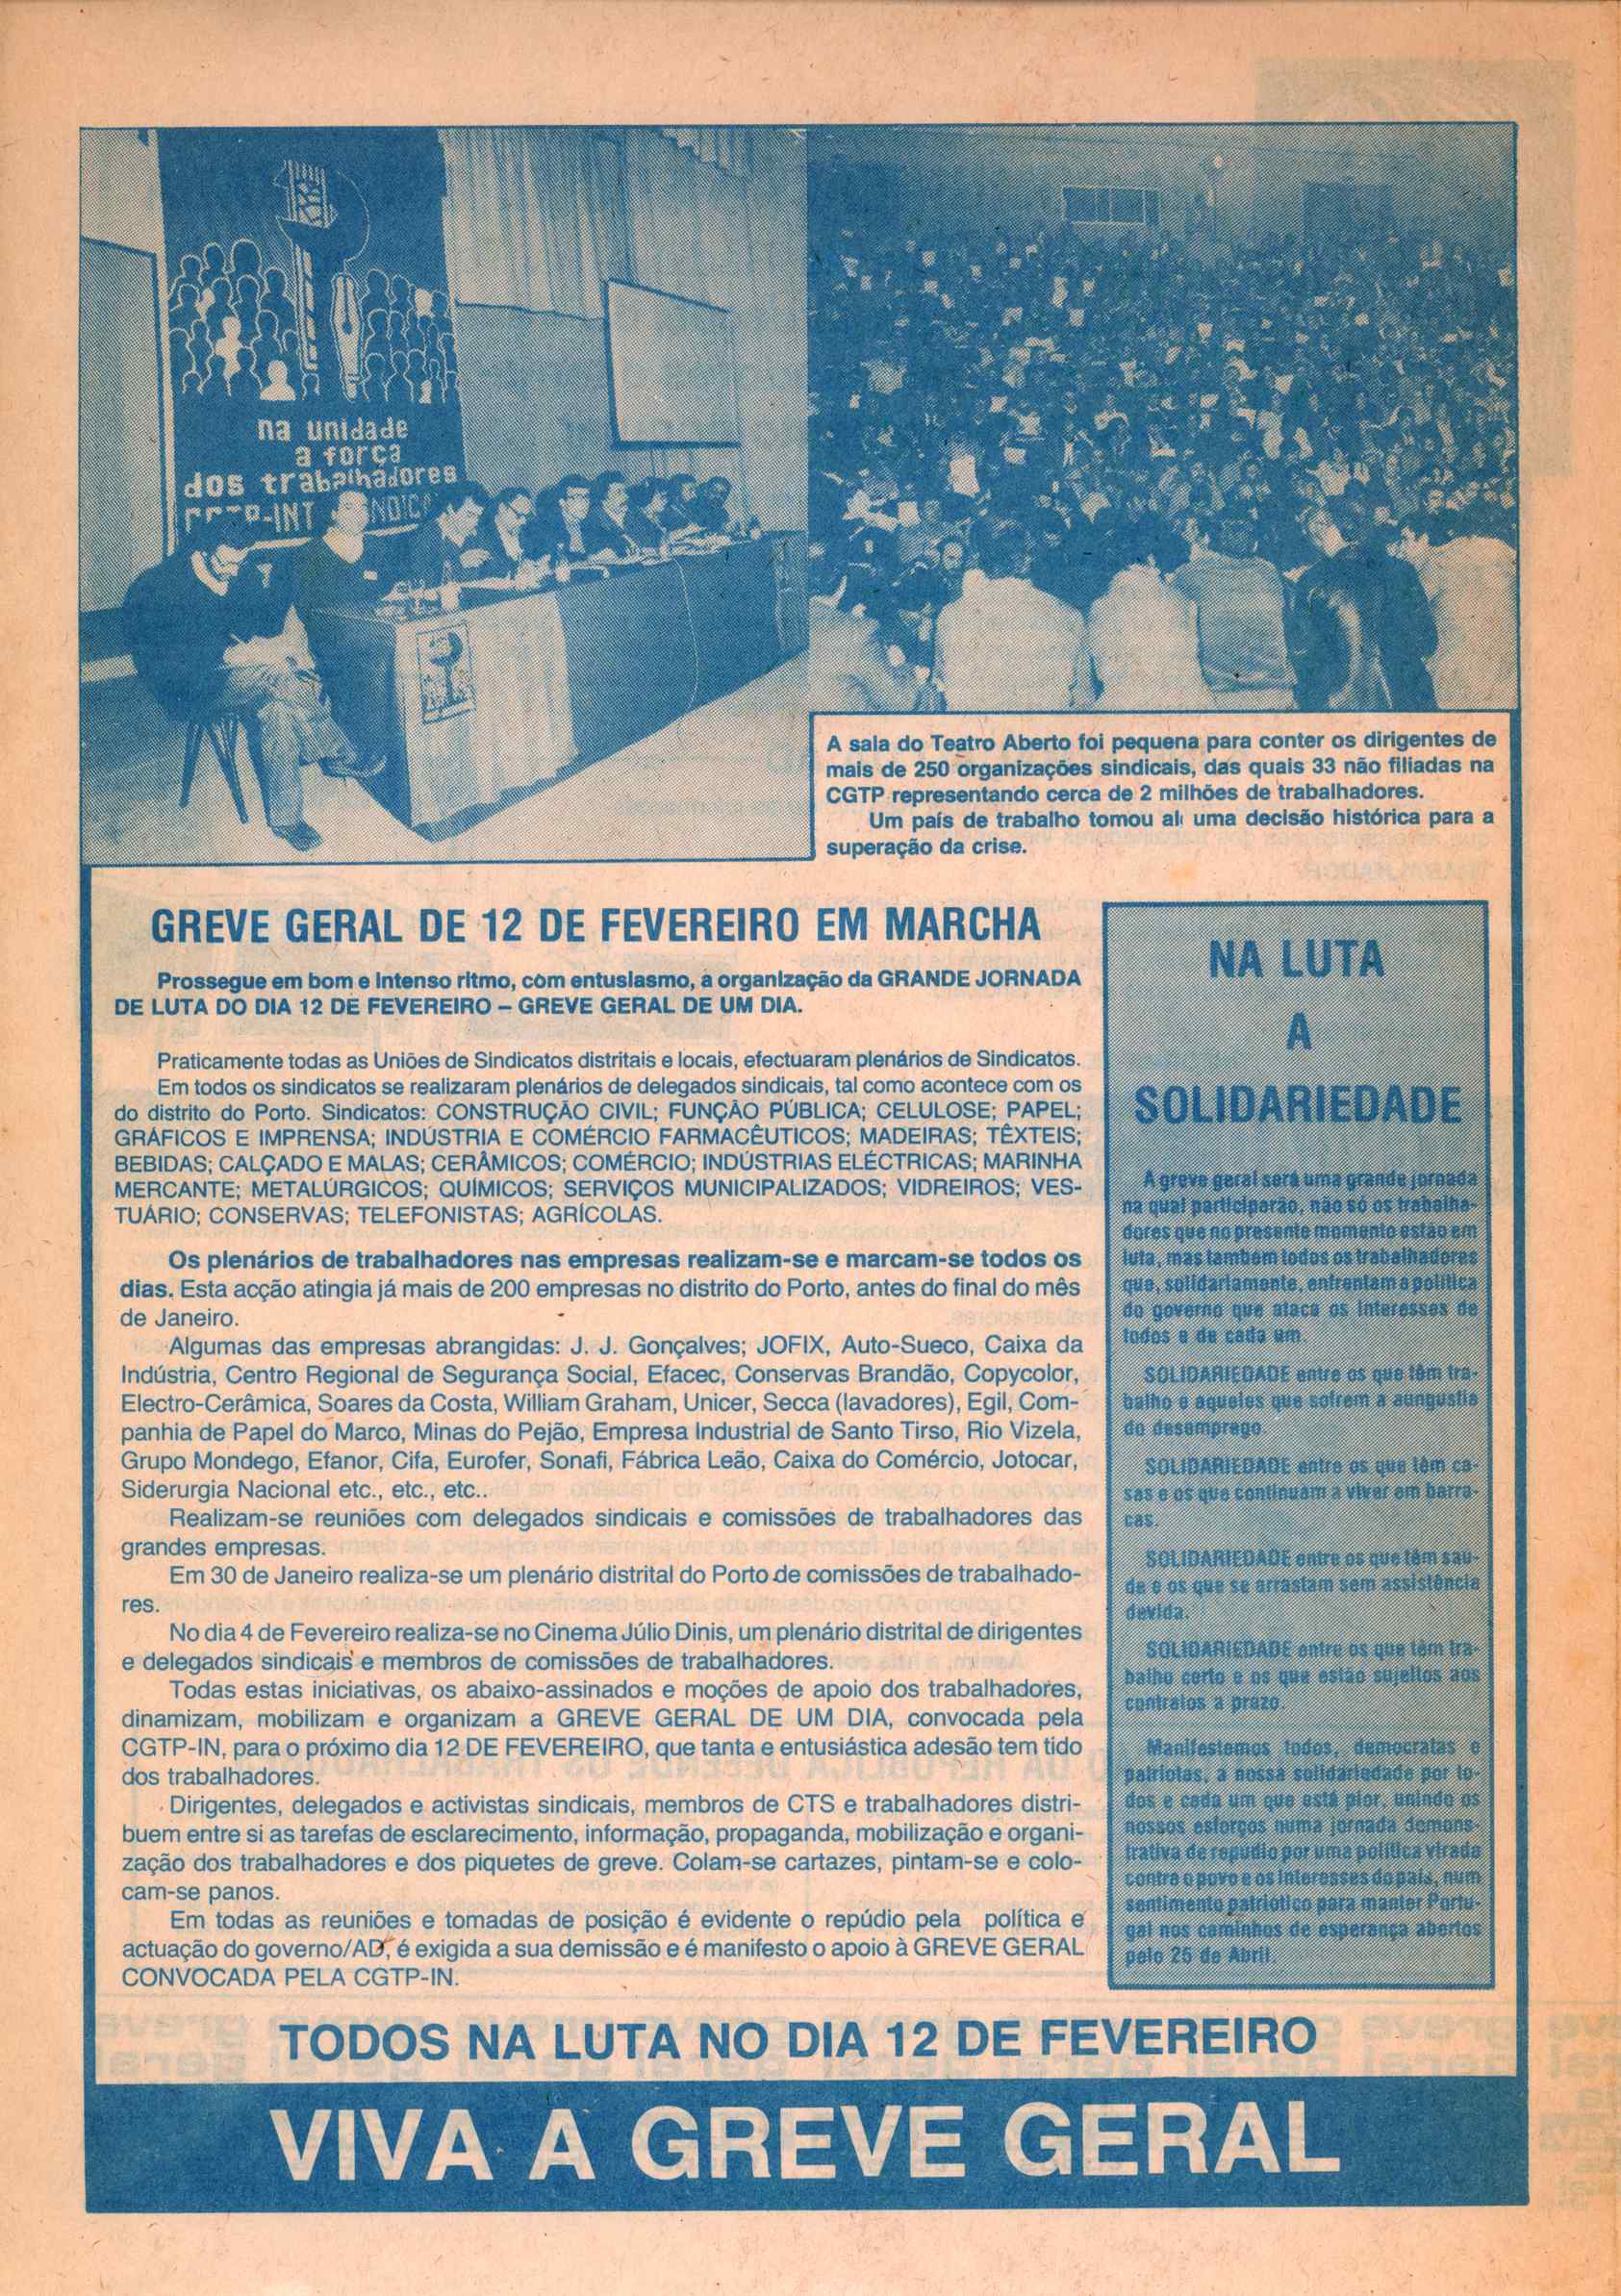 na unidade
a força
dos trabalhadores
CGTP-INT
A sala do Teatro Aberto foi pequena para conter os dirigentes de
mais de 250 organizações sindicais, das quais 33 não filiadas na
CGTP representando cerca de 2 milhões de trabalhadores.
Um país de trabalho tomou ali uma decisão histórica para a
superação da crise.
GREVE GERAL DE 12 DE FEVEREIRO EM MARCHA
Prossegue em bom e intenso ritmo, com entusiasmo, a organização da GRANDE JORNADA
DE LUTA DO DIA 12 DE FEVEREIRO – GREVE GERAL DE UM DIA.
Praticamente todas as Uniões de Sindicatos distritais e locais, efectuaram plenários de Sindicatos.
Em todos os sindicatos se realizaram plenários de delegados sindicais, tal como acontece com os
do distrito do Porto. Sindicatos: CONSTRUÇÃO CIVIL; FUNÇÃO PÚBLICA; CELULOSE; PAPEL;
GRÁFICOS E IMPRENSA; INDÚSTRIA E COMÉRCIO FARMACÊUTICOS; MADEIRAS; TÊXTEIS;
BEBIDAS; CALÇADO E MALAS; CERÂMICOS; COMÉRCIO; INDÚSTRIAS ELÉCTRICAS; MARINHA
MERCANTE; METALÚRGICOS; QUÍMICOS; SERVIÇOS MUNICIPALIZADOS; VIDREIROS; VES-
TUÁRIO; CONSERVAS; TELEFONISTAS; AGRÍCOLAS.
Os plenários de trabalhadores nas empresas realizam-se e marcam-se todos os
dias. Esta acção atingia já mais de 200 empresas no distrito do Porto, antes do final do mês
de Janeiro.
Algumas das empresas abrangidas: J. J. Gonçalves; JOFIX, Auto-Sueco, Caixa da
Indústria, Centro Regional de Segurança Social, Efacec, Conservas Brandão, Copycolor,
Electro-Cerâmica, Soares da Costa, William Graham, Unicer, Secca (lavadores), Egil, Com-
panhia de Papel do Marco, Minas do Pejão, Empresa Industrial de Santo Tirso, Rio Vizela,
Grupo Mondego, Efanor, Cifa, Eurofer, Sonafi, Fábrica Leão, Caixa do Comércio, Jotocar,
Siderurgia Nacional etc., etc., etc..
Realizam-se reuniões com delegados sindicais e comissões de trabalhadores das
grandes empresas.
Em 30 de Janeiro realiza-se um plenário distrital do Porto de comissões de trabalhado-
res.
No dia 4 de Fevereiro realiza-se no Cinema Júlio Dinis, um plenário distrital de dirigentes
e delegados sindicais e membros de comissões de trabalhadores.
Todas estas iniciativas, os abaixo-assinados e moções de apoio dos trabalhadores,
dinamizam, mobilizam e organizam a GREVE GERAL DE UM DIA, convocada pela
CGTP-IN, para o próximo dia 12 DE FEVEREIRO, que tanta e entusiástica adesão tem tido
dos trabalhadores.
Dirigentes, delegados e activistas sindicais, membros de CTS e trabalhadores distri-
buem entre si as tarefas de esclarecimento, informação, propaganda, mobilização e organi-
zação dos trabalhadores e dos piquetes de greve. Colam-se cartazes, pintam-se e colo-
cam-se panos.
Em todas as reuniões e tomadas de posição é evidente o repúdio pela política e
actuação do governo/AD, é exigida a sua demissão e é manifesto o apoio à GREVE GERAL
CONVOCADA PELA CGTP-IN.
NA LUTA
A
SOLIDARIEDADE
A greve geral será uma grande jornada
na qual participarão, não só os trabalha-
dores que no presente momento estão em
luta, mas também todos os trabalhadores
que, solidariamente, enfrentam a política
do governo que ataca os interesses de
todos e de cada um.
SOLIDARIEDADE entre os que têm tra-
balho e aqueles que sofrem a aungustia
do desemprego.
SOLIDARIEDADE entre os que têm ca-
sas e os que continuam a viver em barra-
cas.
SOLIDARIEDADE entre os que têm saú-
de e os que se arrastam sem assistência
devida.
SOLIDARIEDADE entre os que têm tra-
balho certo e os que estão sujeitos aos
contratos a prazo.
Manifestemos todos, democratas e
patriotas, a nossa solidariedade por to-
dos e cada um que está pior, unindo os
nossos esforços numa jornada demons-
trativa de repúdio por uma política virada
contra o povo e os interesses do país, num
sentimento patriótico para manter Portu-
gal nos caminhos de esperança abertos
pelo 25 de Abril.
TODOS NA LUTA NO DIA 12 DE FEVEREIRO
VIVA A GREVE GERAL